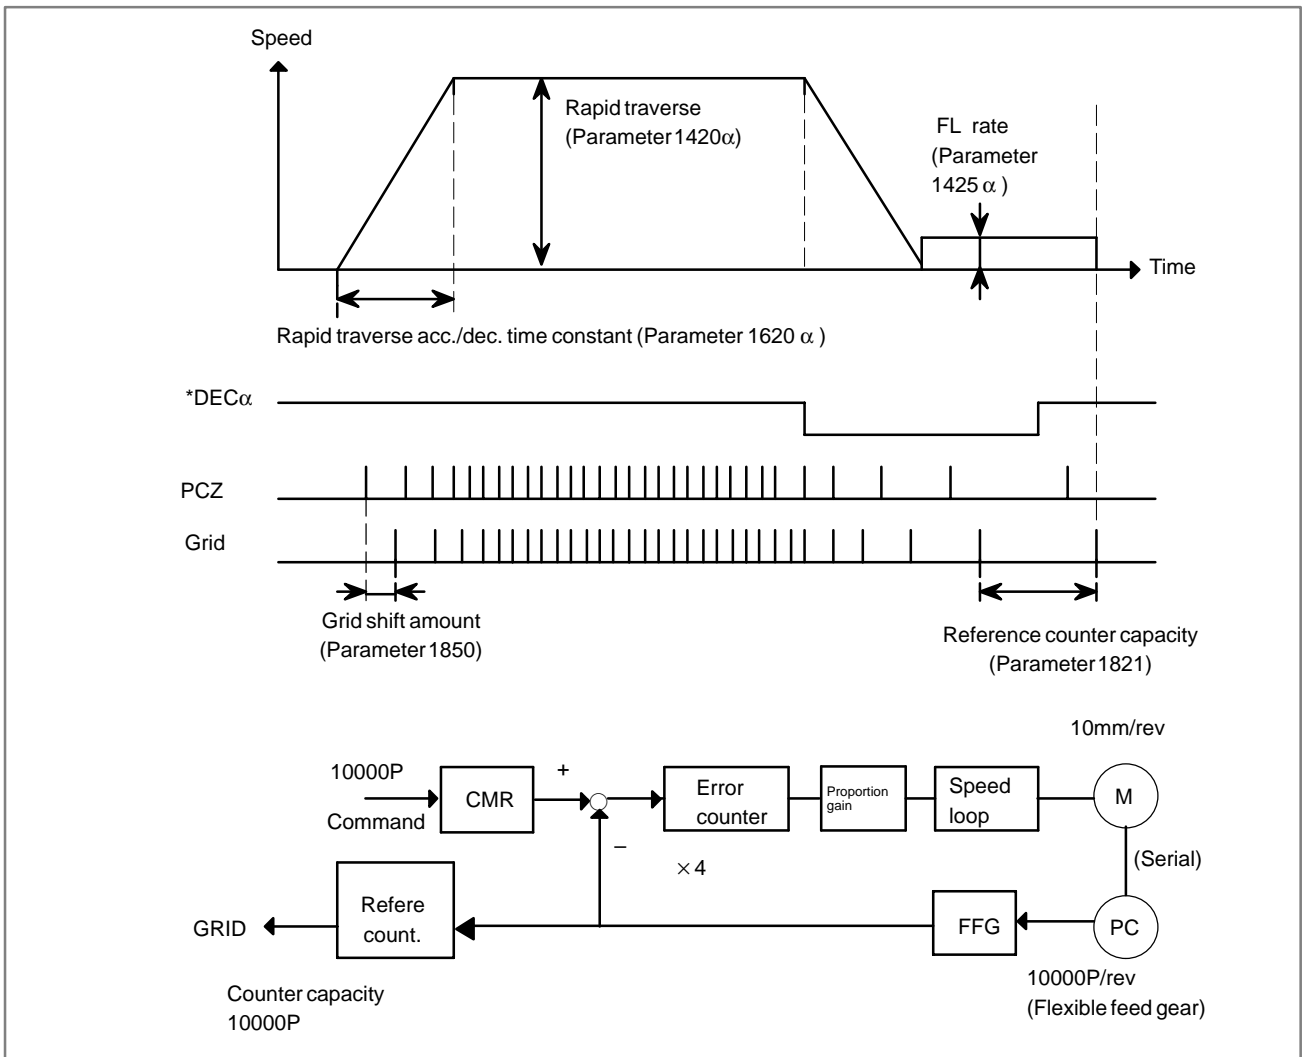 Speed
Rapid traverse
(Parameter 1420α)
FL rate
(Parameter
1425 α )
Time
Rapid traverse acc./dec. time constant (Parameter 1620 α )
*DECα
PCZ
Grid
Grid shift amount
(Parameter 1850)
Reference counter capacity
(Parameter 1821)
10mm/rev
10000P
Command
CMR
+
−
Error
counter
Proportion
gain
Speed
loop
M
×4
(Serial)
GRID
Refere
count.
FFG
PC
Counter capacity
10000P
10000P/rev
(Flexible feed gear)